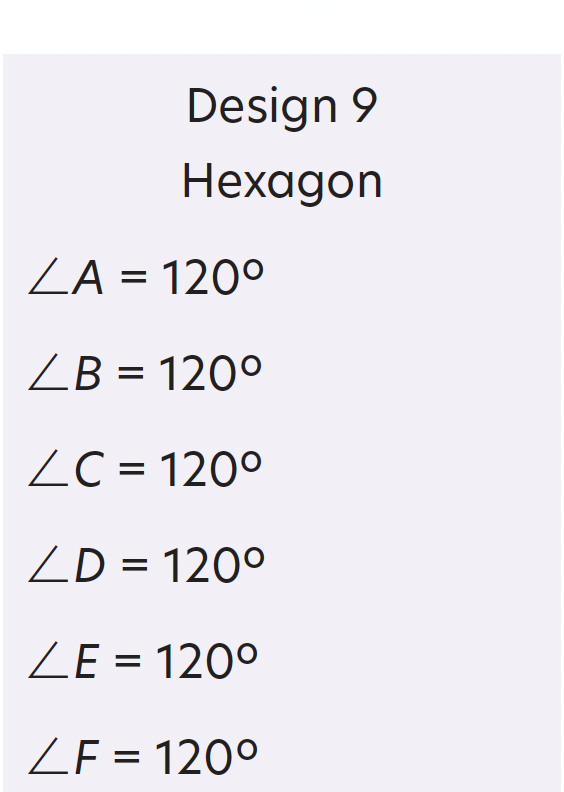 Design 9
Hexagon
∠A = 120º
∠B = 120º
∠C = 120º
∠D = 120º
∠E = 120º
∠F = 120º